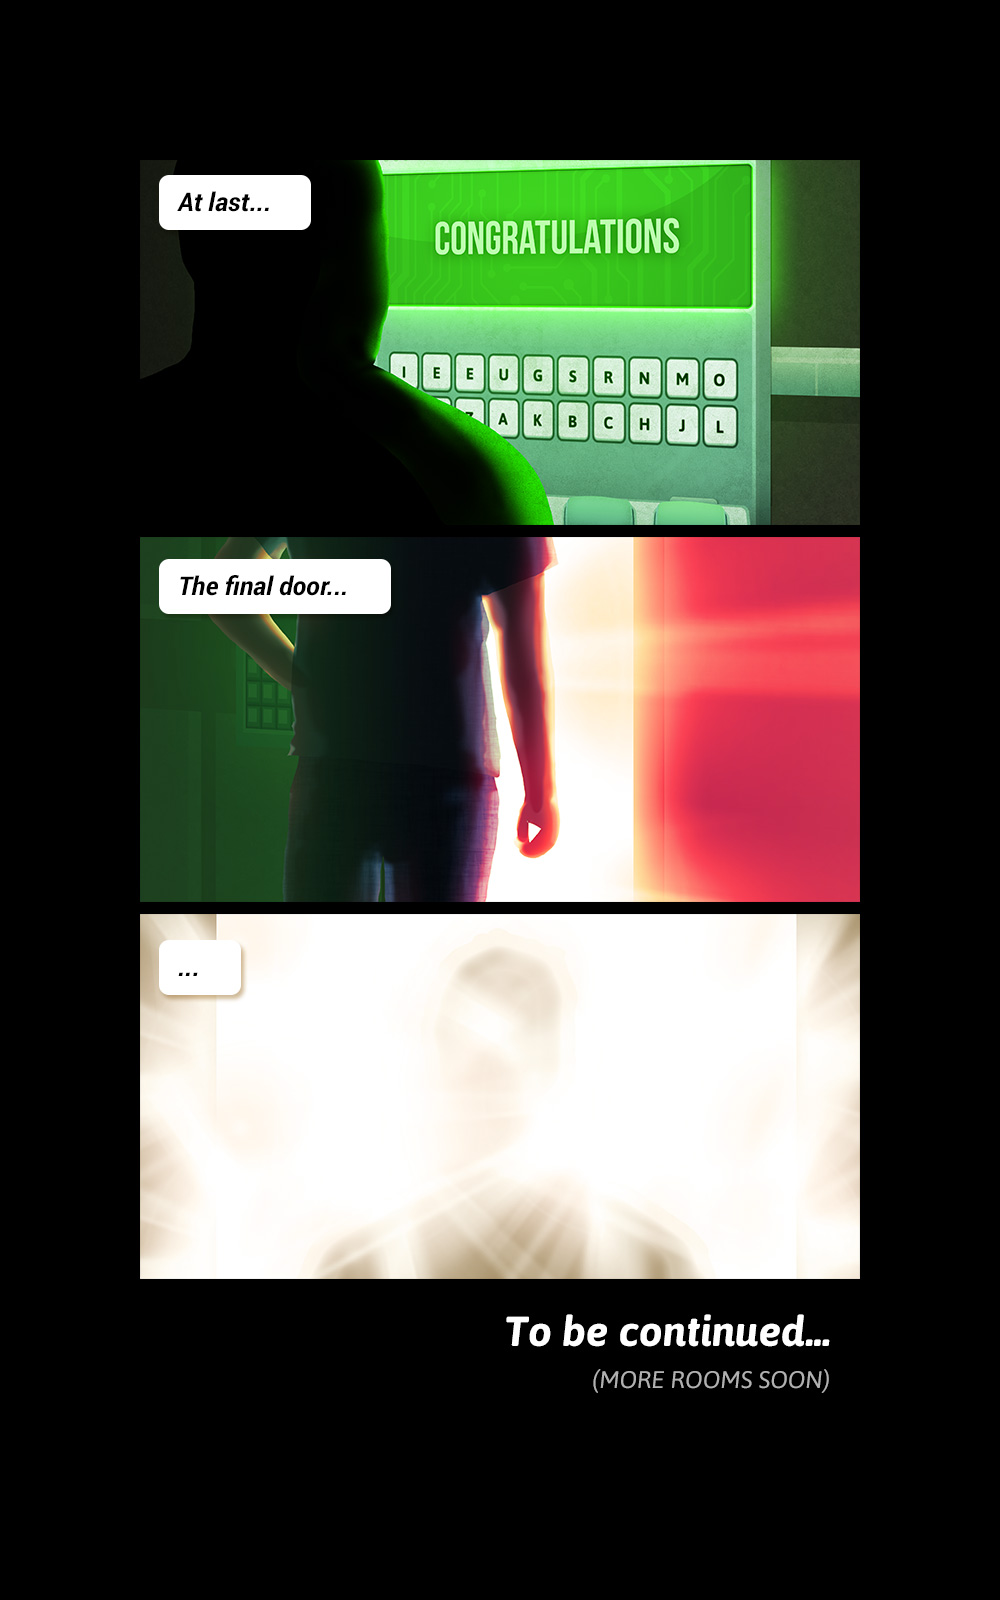 At last...
CONGRATULATIONS
I E E U G S R N M O
Z A K B C H J L
The final door...
...
To be continued...
(MORE ROOMS SOON)